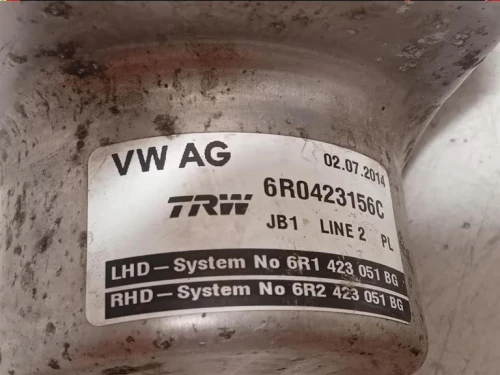 VW AG 02.07.2014
TRW 6R0423156C
JB1 LINE 2 PL
LHD-System No 6R1 423 051 BG
RHD-System No 6R2 423 051 BG